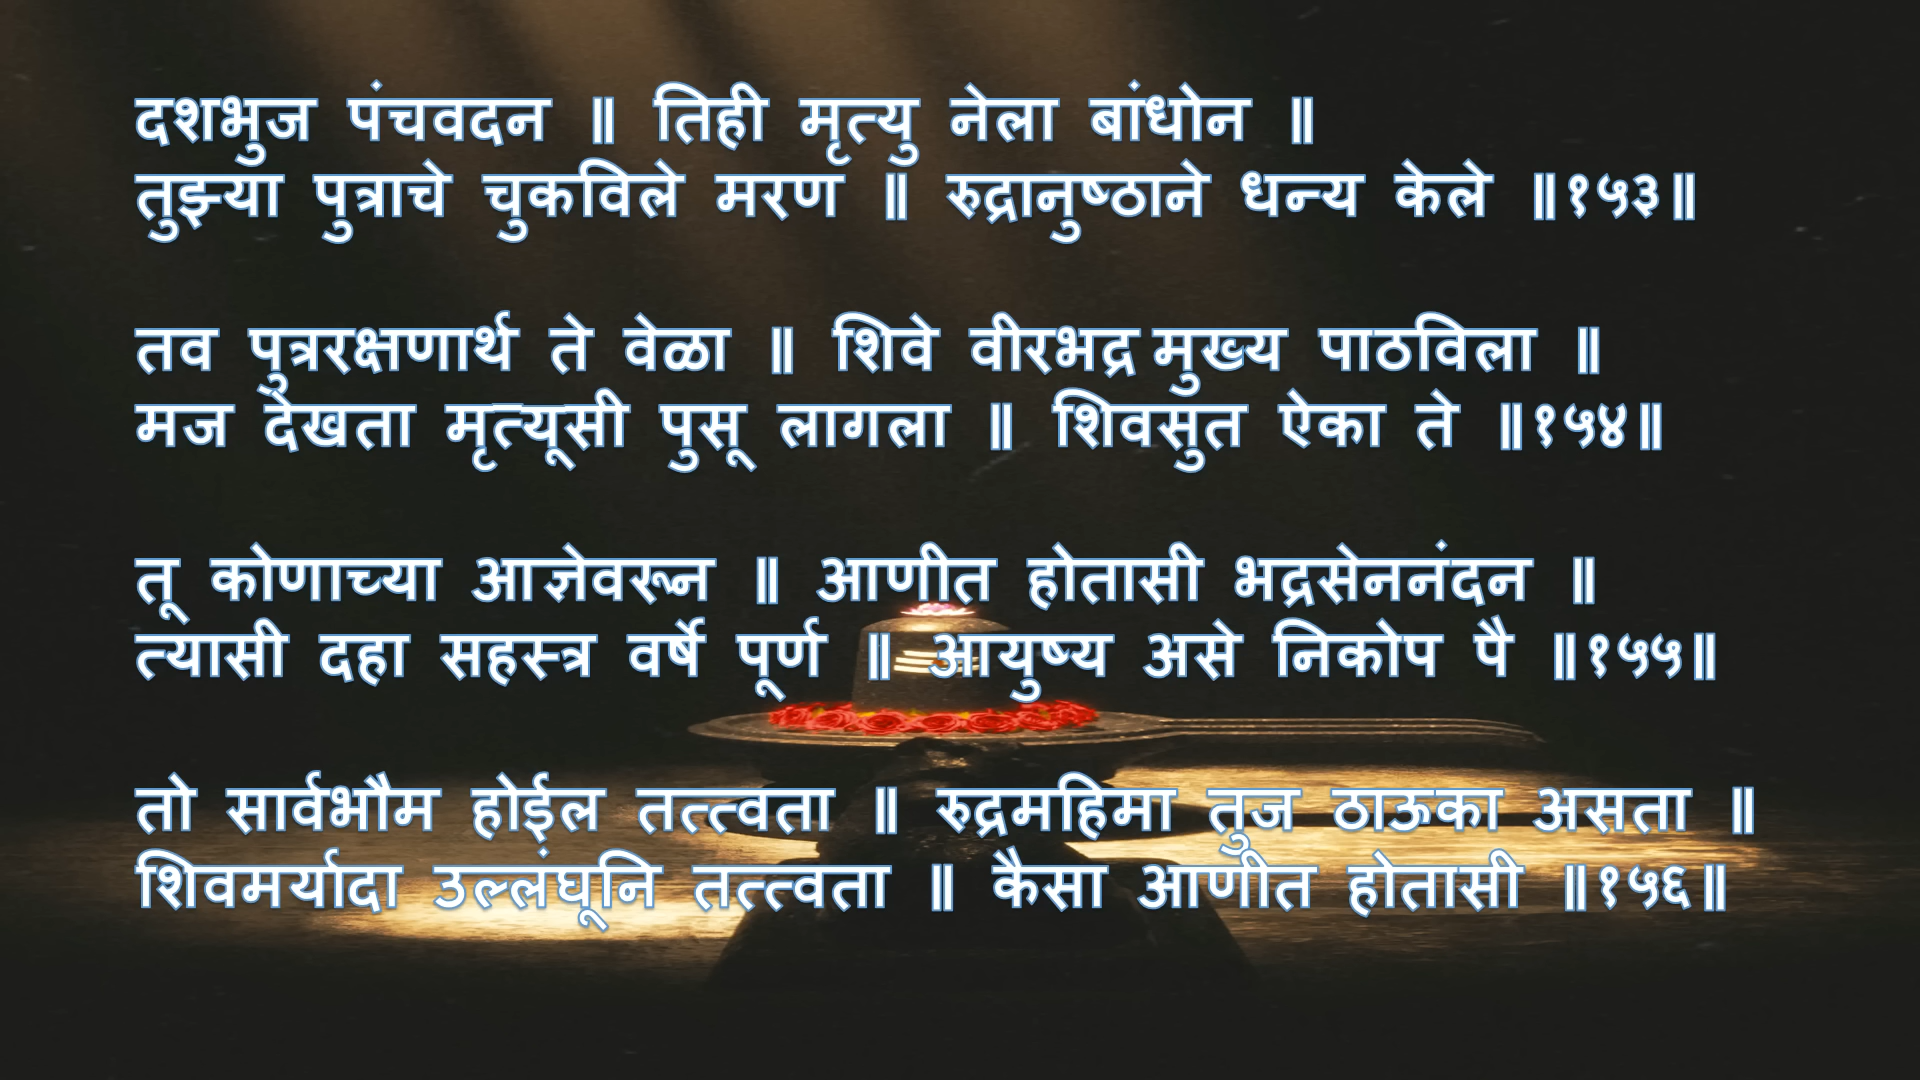 दशभुज पंचवदन ॥ तिही मृत्यु नेला बांधोन ॥
तुझ्या पुत्राचे चुकविले मरण ॥ रुद्रानुष्ठाने धन्य केले ॥१५३॥
तव पुत्ररक्षणार्थ ते वेळा ॥ शिवे वीरभद्र मुख्य पाठविला ॥
मज देखता मृत्यूसी पुसू लागला ॥ शिवसुत ऐका ते ॥१५४॥
तू कोणाच्या आज्ञेवरून ॥ आणीत होतासी भद्रसेननंदन ॥
त्यासी दहा सहस्त्र वर्षे पूर्ण ॥ आयुष्य असे निकोप पै ॥१५५॥
तो सार्वभौम होईल तत्त्वता ॥ रुद्रमहिमा तुज ठाऊका असता ॥
शिवमर्यादा उल्लंघूनि तत्त्वता ॥ कैसा आणीत होतासी ॥१५६॥